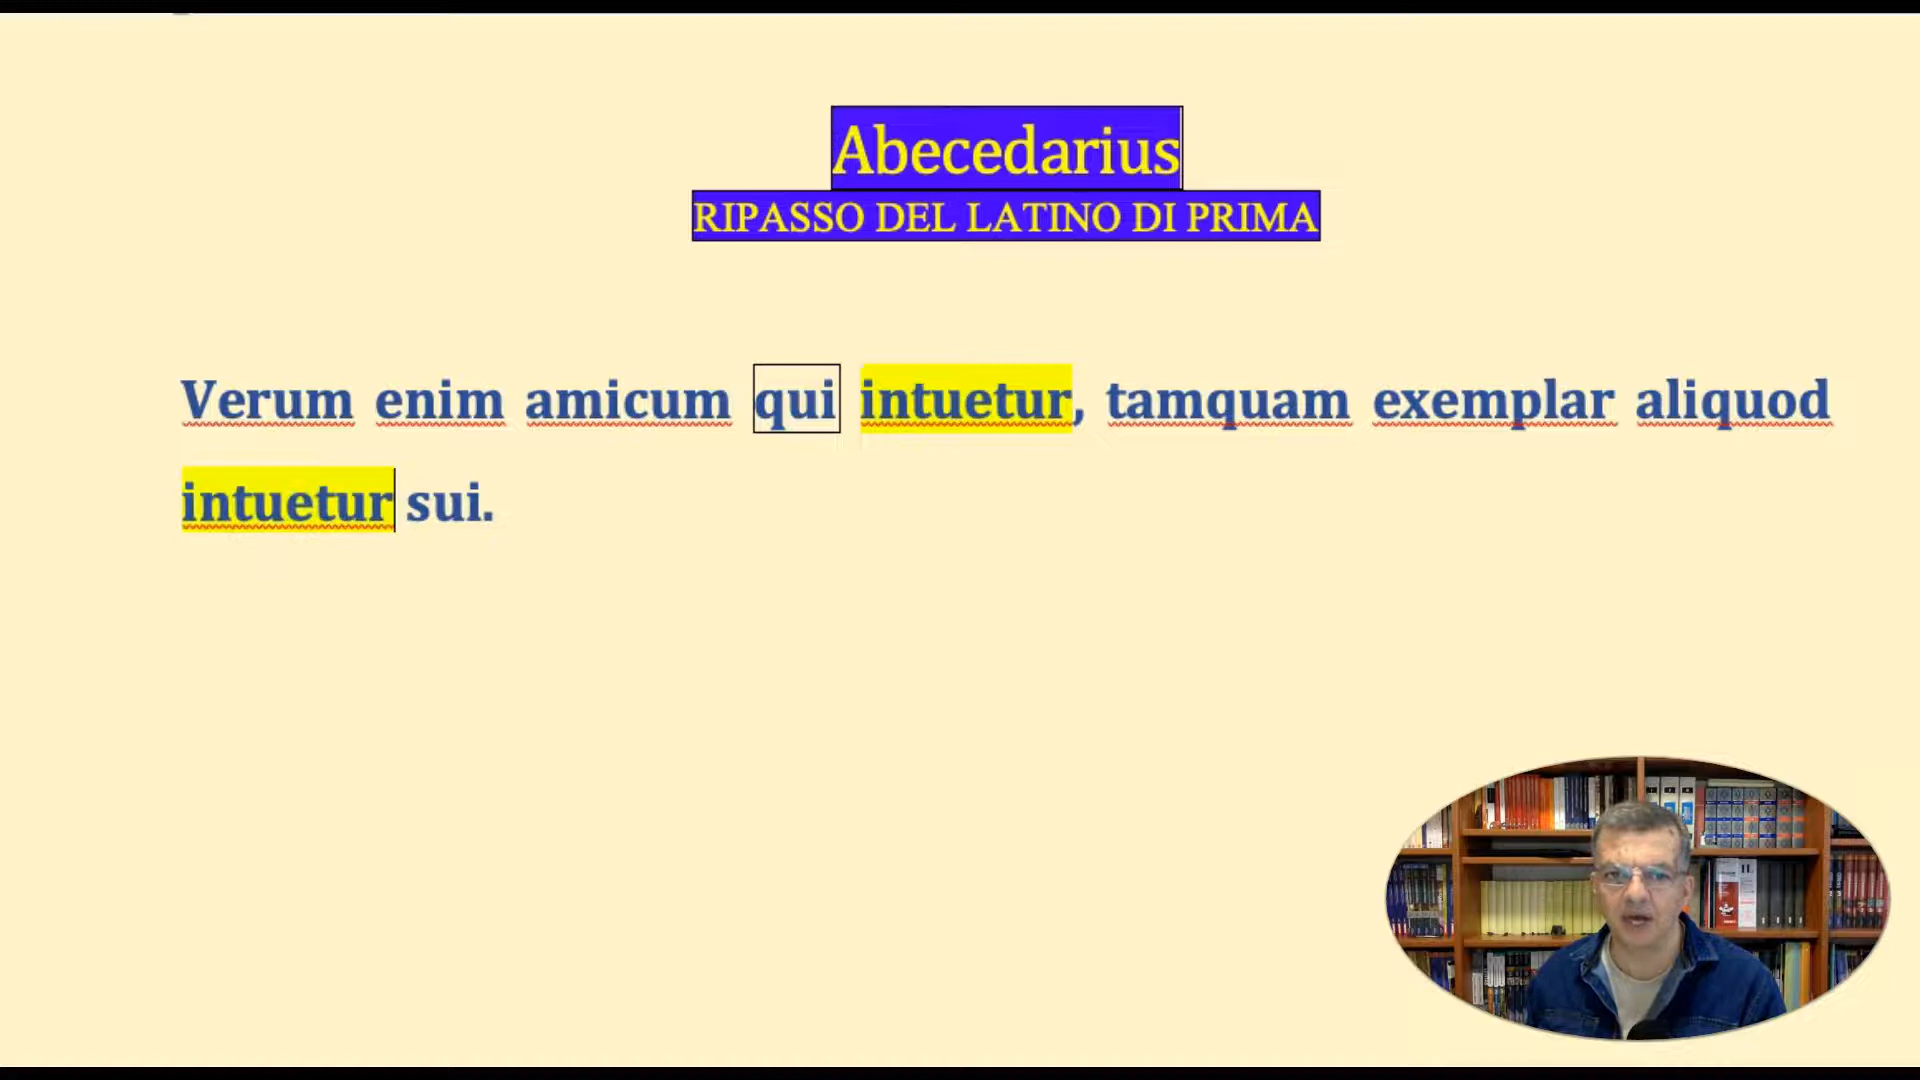 Abecedarius
RIPASSO DEL LATINO DI PRIMA
Verum enim amicum qui intuetur, tamquam exemplar aliquod
intuetur sui.